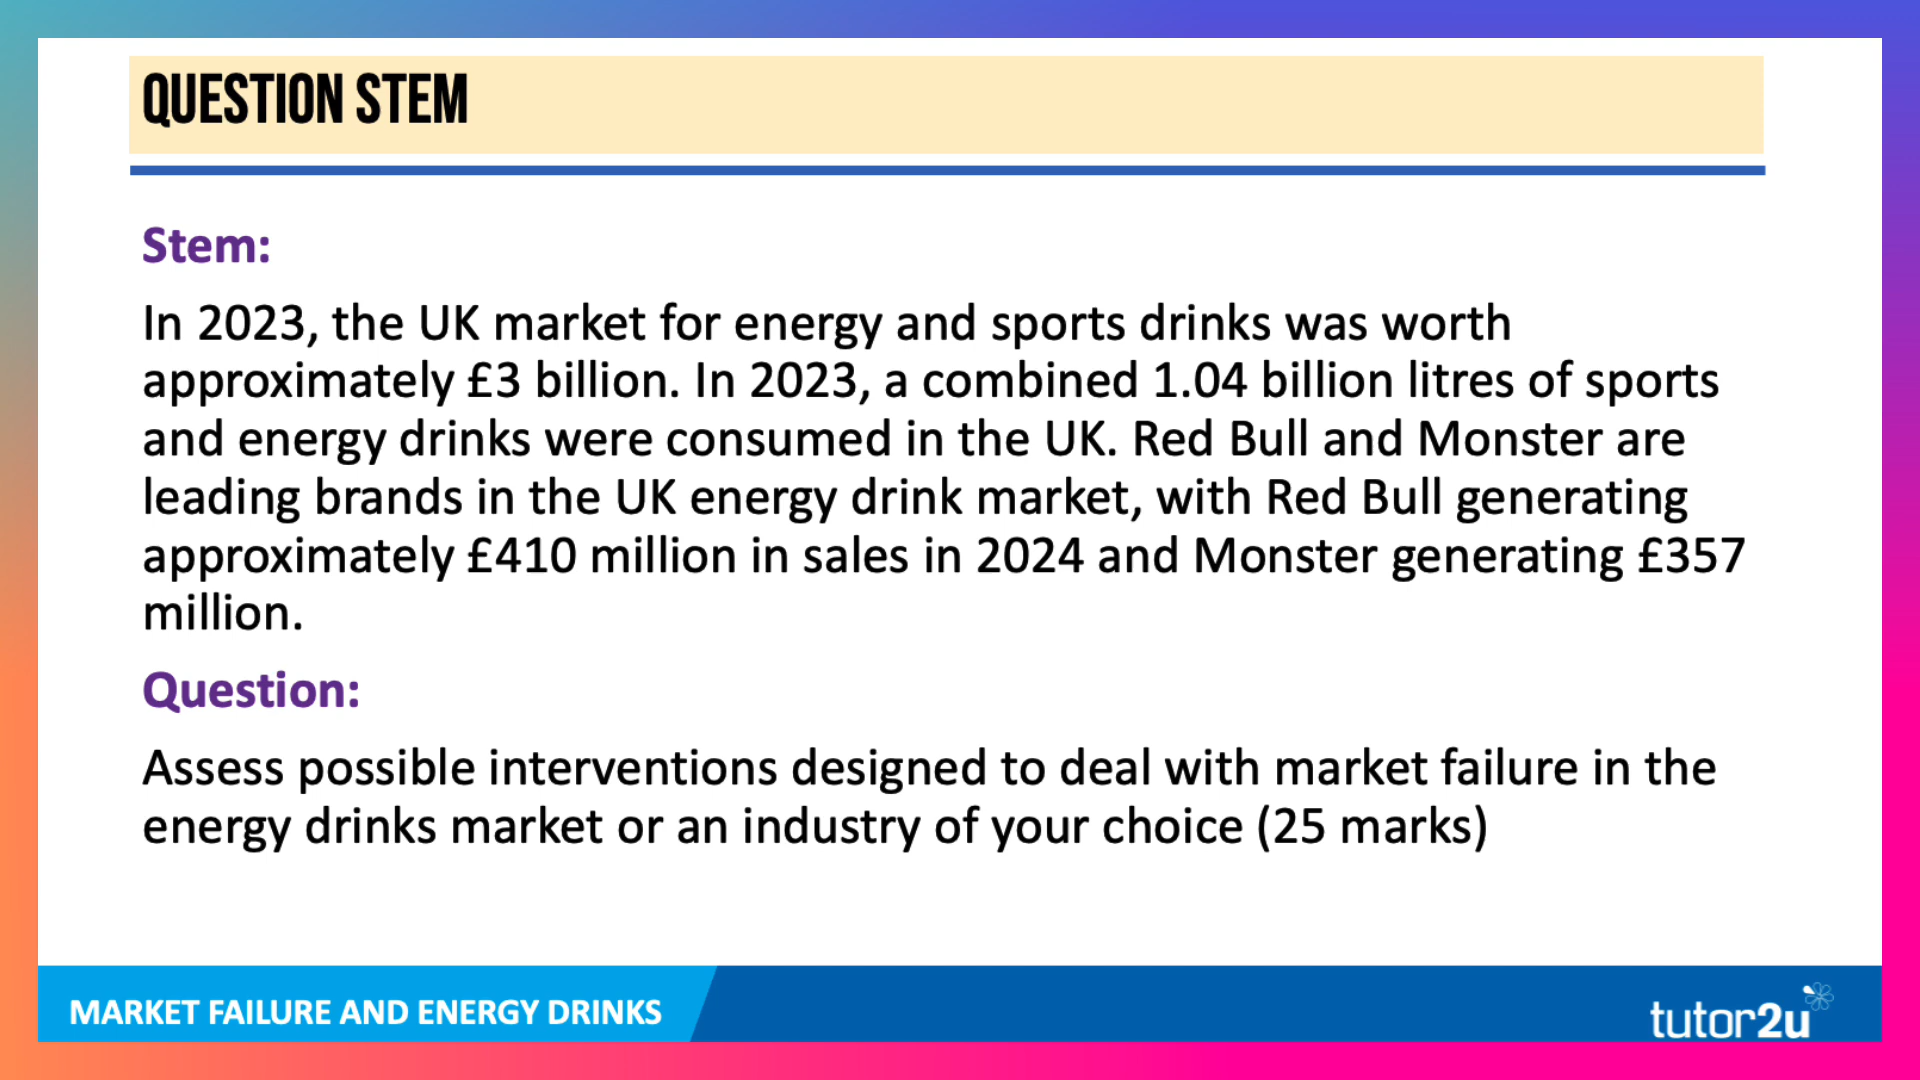 QUESTION STEM
Stem:
In 2023, the UK market for energy and sports drinks was worth
approximately £3 billion. In 2023, a combined 1.04 billion litres of sports
and energy drinks were consumed in the UK. Red Bull and Monster are
leading brands in the UK energy drink market, with Red Bull generating
approximately £410 million in sales in 2024 and Monster generating £357
million.
Question:
Assess possible interventions designed to deal with market failure in the
energy drinks market or an industry of your choice (25 marks)
MARKET FAILURE AND ENERGY DRINKS
tutor2u